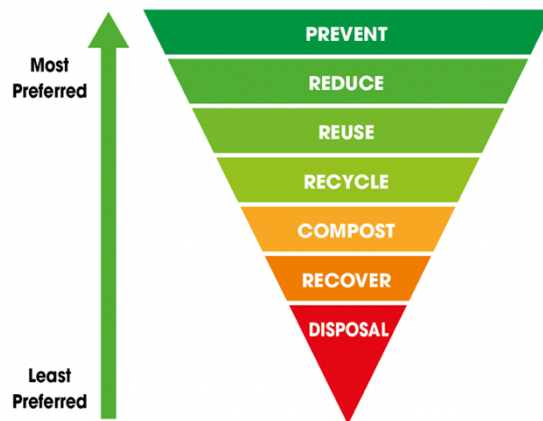 PREVENT
Most
Preferred
REDUCE
REUSE
RECYCLE
COMPOST
RECOVER
DISPOSAL
Least
Preferred